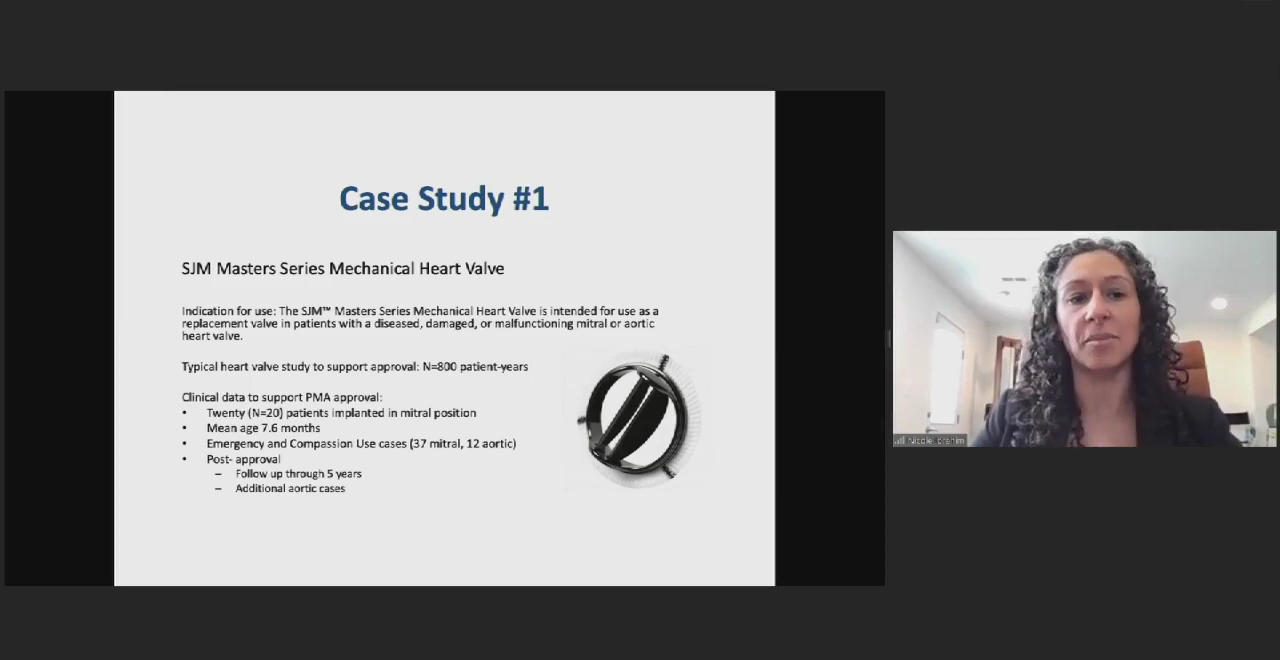 Case Study #1
SJM Masters Series Mechanical Heart Valve
Indication for use: The SJM™ Masters Series Mechanical Heart Valve is intended for use as a
replacement valve in patients with a diseased, damaged, or malfunctioning mitral or aortic
heart valve.
Typical heart valve study to support approval: N=800 patient-years
Clinical data to support PMA approval:
• Twenty (N=20) patients implanted in mitral position
• Mean age 7.6 months
• Emergency and Compassion Use cases (37 mitral, 12 aortic)
• Post- approval
– Follow up through 5 years
– Additional aortic cases
Nicole Ibrahim